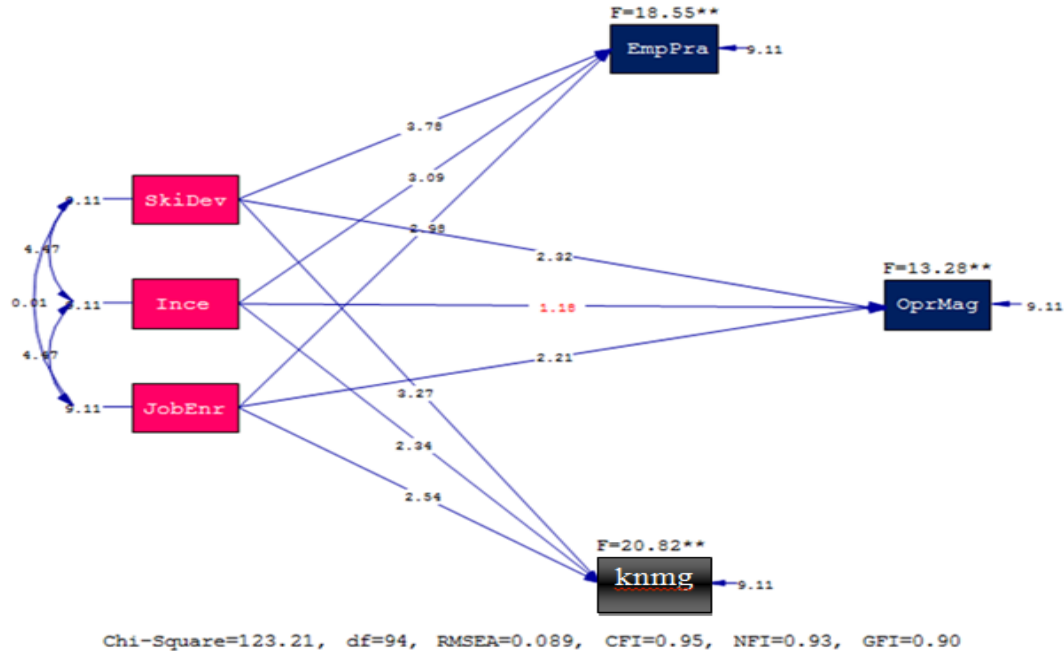 F=18.55**
EmpPra
9.11
3.78
3.09
9.11
SkiDev
2.98
4.47
2.32
F=13.28**
0.01
9.11
Ince
1.18
OprMag
9.11
4.47
2.21
3.27
9.11
JobEnr
2.34
2.54
F=20.82**
knmg
9.11
Chi-Square=123.21, df=94, RMSEA=0.089, CFI=0.95, NFI=0.93, GFI=0.90